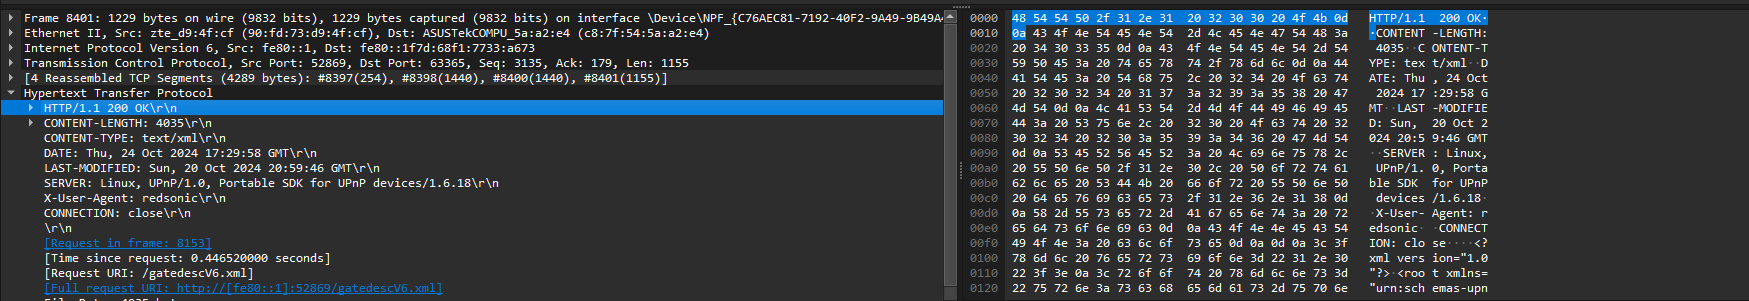 Frame 8401: 1229 bytes on wire (9832 bits), 1229 bytes captured (9832 bits) on interface \Device\NPF_{C76AEC81-7192-40F2-9A49-9B49A
Ethernet II, Src: zte_d9:4f:cf (90:fd:73:d9:4f:cf), Dst: ASUSTekCOMPU_5a:a2:e4 (c8:7f:54:5a:a2:e4)
Internet Protocol Version 6, Src: fe80::1, Dst: fe80::1f7d:68f1:7733:a673
Transmission Control Protocol, Src Port: 52869, Dst Port: 63365, Seq: 3135, Ack: 179, Len: 1155
[4 Reassembled TCP Segments (4289 bytes): #8397(254), #8398(1440), #8400(1440), #8401(1155)]
Hypertext Transfer Protocol
HTTP/1.1 200 OK\r\n
CONTENT-LENGTH: 4035\r\n
CONTENT-TYPE: text/xml\r\n
DATE: Thu, 24 Oct 2024 17:29:58 GMT\r\n
LAST-MODIFIED: Sun, 20 Oct 2024 20:59:46 GMT\r\n
SERVER: Linux, UPnP/1.0, Portable SDK for UPnP devices/1.6.18\r\n
X-User-Agent: redsonic\r\n
CONNECTION: close\r\n
\r\n
[Request in frame: 8153]
[Time since request: 0.446520000 seconds]
[Request URI: /gatedescV6.xml]
[Full request URI: http://[fe80::1]:52869/gatedescV6.xml]
0000 48 54 54 50 2f 31 2e 31 20 32 30 30 20 4f 4b 0d HTTP/1.1 200 OK·
0010 0a 43 4f 4e 54 45 4e 54 2d 4c 45 4e 47 54 48 3a ·CONTENT -LENGTH:
0020 20 34 30 33 35 0d 0a 43 4f 4e 54 45 4e 54 2d 54 4035··C ONTENT-T
0030 59 50 45 3a 20 74 65 78 74 2f 78 6d 6c 0d 0a 44 YPE: tex t/xml··D
0040 41 54 45 3a 20 54 68 75 2c 20 32 34 20 4f 63 74 ATE: Thu , 24 Oct
0050 20 32 30 32 34 20 31 37 3a 32 39 3a 35 38 20 47 2024 17 :29:58 G
0060 4d 54 0d 0a 4c 41 53 54 2d 4d 4f 44 49 46 49 45 MT··LAST -MODIFIE
0070 44 3a 20 53 75 6e 2c 20 32 30 20 4f 63 74 20 32 D: Sun, 20 Oct 2
0080 30 32 34 20 32 30 3a 35 39 3a 34 36 20 47 4d 54 024 20:5 9:46 GMT
0090 0d 0a 53 45 52 56 45 52 3a 20 4c 69 6e 75 78 2c ··SERVER : Linux,
00a0 20 55 50 6e 50 2f 31 2e 30 2c 20 50 6f 72 74 61 UPnP/1. 0, Porta
00b0 62 6c 65 20 53 44 4b 20 66 6f 72 20 55 50 6e 50 ble SDK for UPnP
00c0 20 64 65 76 69 63 65 73 2f 31 2e 36 2e 31 38 0d devices /1.6.18·
00d0 0a 58 2d 55 73 65 72 2d 41 67 65 6e 74 3a 20 72 ·X-User- Agent: r
00e0 65 64 73 6f 6e 69 63 0d 0a 43 4f 4e 4e 45 43 54 edsonic· ·CONNECT
00f0 49 4f 4e 3a 20 63 6c 6f 73 65 0d 0a 0d 0a 3c 3f ION: clo se····<?
0100 78 6d 6c 20 76 65 72 73 69 6f 6e 3d 22 31 2e 30 xml vers ion="1.0
0110 22 3f 3e 0a 3c 72 6f 6f 74 20 78 6d 6c 6e 73 3d "?>·<roo t xmlns=
0120 22 75 72 6e 3a 73 63 68 65 6d 61 73 2d 75 70 6e "urn:sch emas-upn